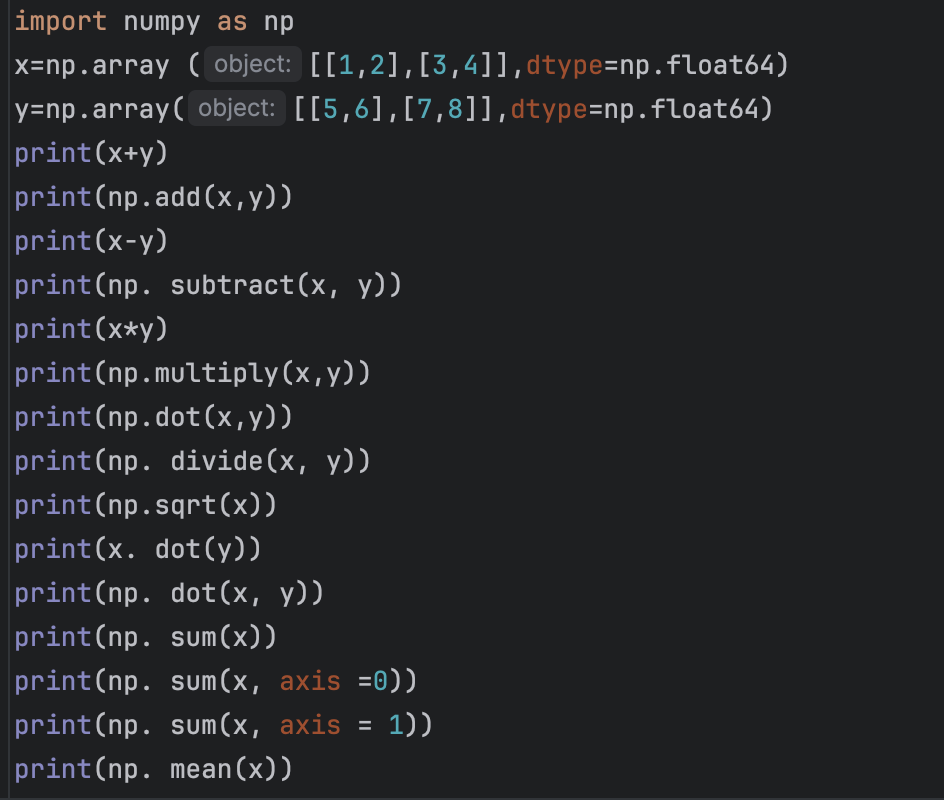 import numpy as np
x=np.array (object: [[1,2],[3,4]],dtype=np.float64)
y=np.array(object: [[5,6],[7,8]],dtype=np.float64)
print(x+y)
print(np.add(x,y))
print(x-y)
print(np. subtract(x, y))
print(x*y)
print(np.multiply(x,y))
print(np.dot(x,y))
print(np. divide(x, y))
print(np.sqrt(x))
print(x. dot(y))
print(np. dot(x, y))
print(np. sum(x))
print(np. sum(x, axis =0))
print(np. sum(x, axis = 1))
print(np. mean(x))